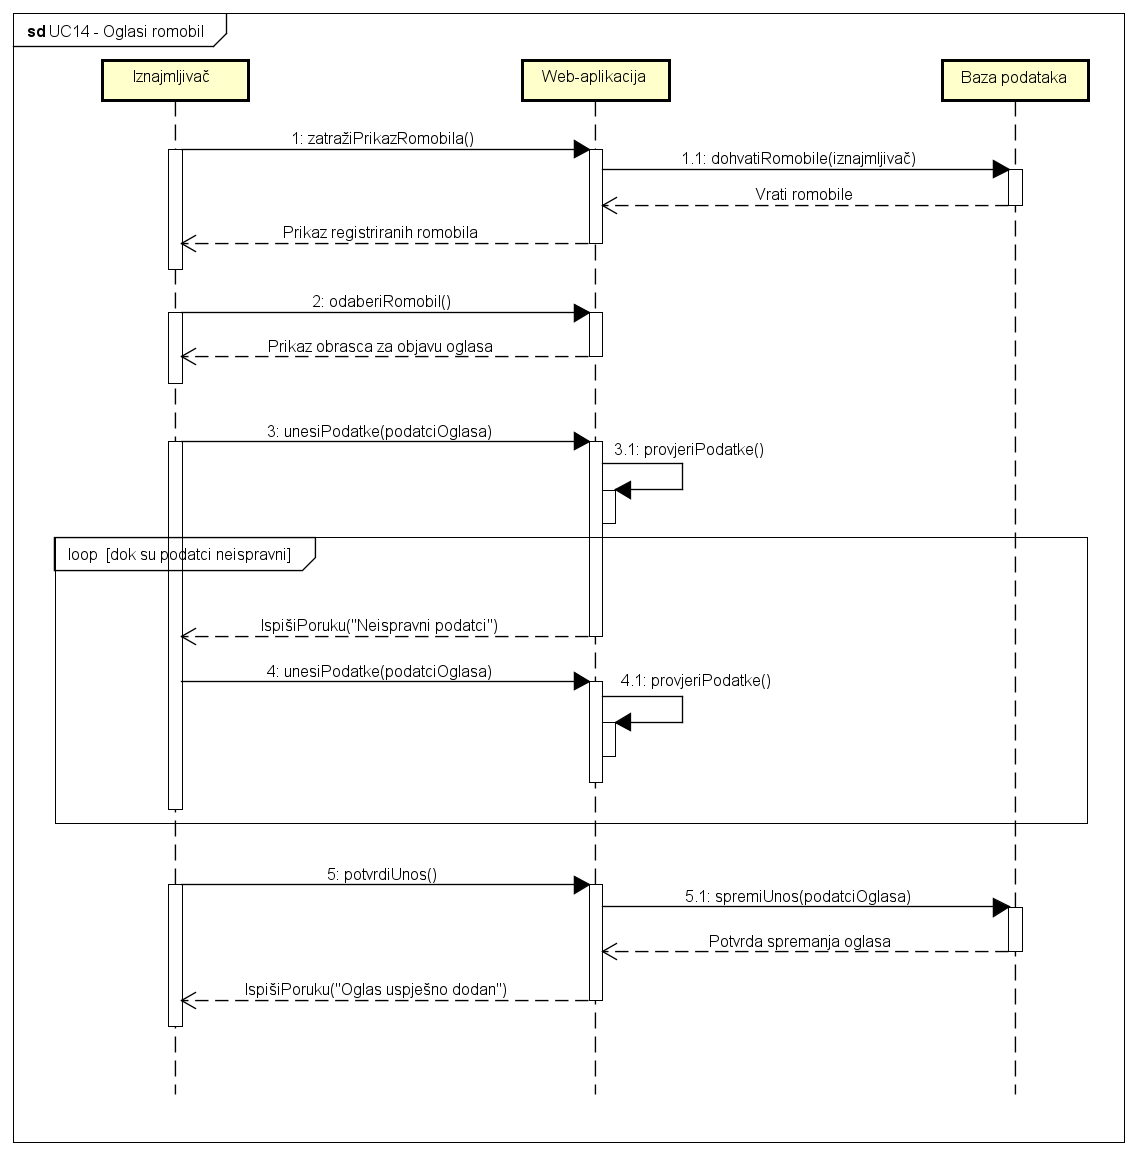 sd UC14 - Oglasi romobil
Iznajmljivač
Web-aplikacija
Baza podataka
1: zatražiPrikazRomobila()
1.1: dohvatiRomobile(iznajmljivač)
Vrati romobile
Prikaz registriranih romobila
2: odaberiRomobil()
Prikaz obrasca za objavu oglasa
3: unesiPodatke(podatciOglasa)
3.1: provjeriPodatke()
loop [dok su podatci neispravni]
IspišiPoruku("Neispravni podatci")
4: unesiPodatke(podatciOglasa)
4.1: provjeriPodatke()
5: potvrdiUnos()
5.1: spremiUnos(podatciOglasa)
Potvrda spremanja oglasa
IspišiPoruku("Oglas uspješno dodan")